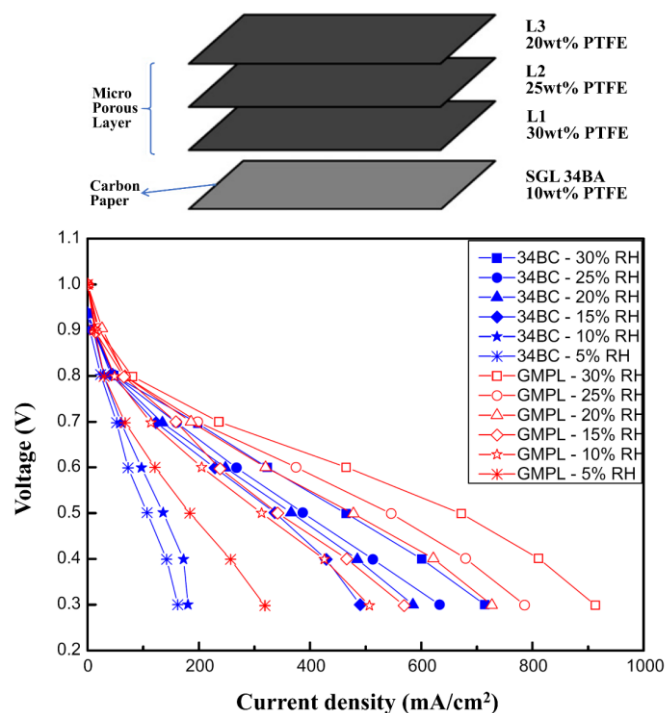 L3
20wt% PTFE
L2
25wt% PTFE
Micro
Porous
Layer
L1
30wt% PTFE
Carbon
Paper
SGL 34BA
10wt% PTFE
1.1
1.0
0.9
0.8
0.7
0.6
0.5
0.4
0.3
0.2
Voltage (V)
34BC - 30% RH
34BC - 25% RH
34BC - 20% RH
34BC - 15% RH
34BC - 10% RH
34BC - 5% RH
GMPL - 30% RH
GMPL - 25% RH
GMPL - 20% RH
GMPL - 15% RH
GMPL - 10% RH
GMPL - 5% RH
0 200 400 600 800 1000
Current density (mA/cm²)